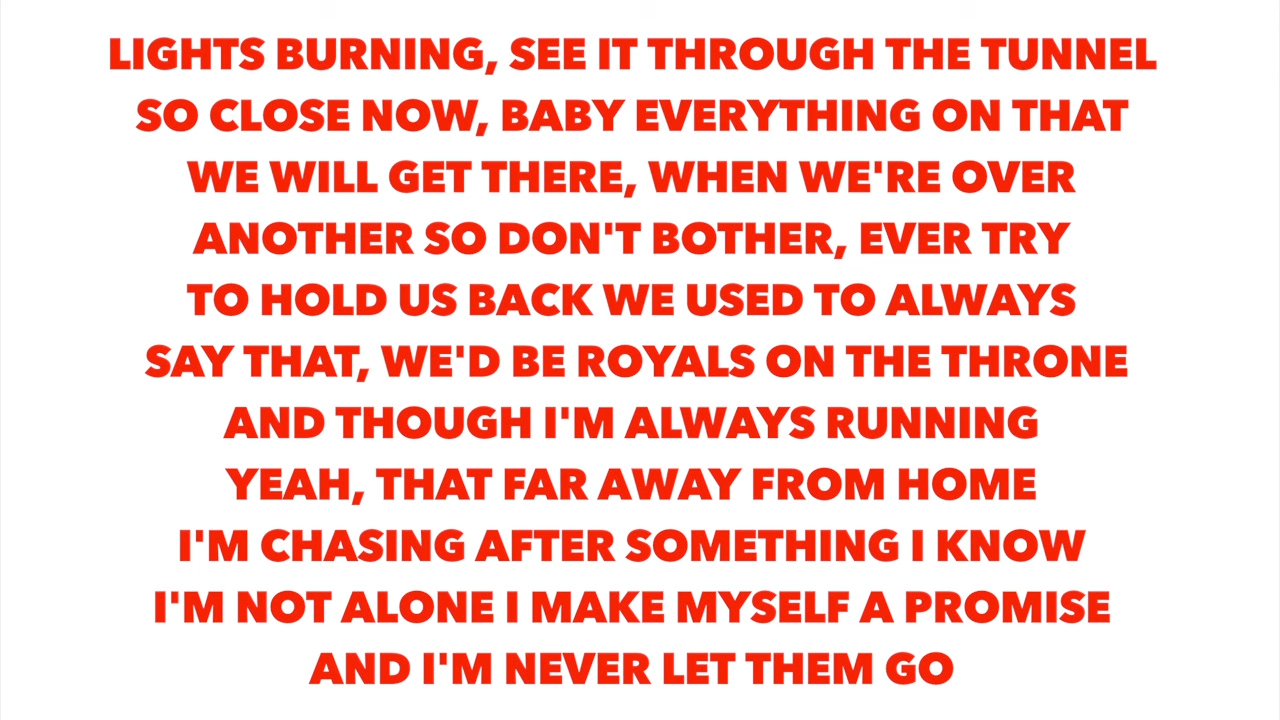 LIGHTS BURNING, SEE IT THROUGH THE TUNNEL
SO CLOSE NOW, BABY EVERYTHING ON THAT
WE WILL GET THERE, WHEN WE'RE OVER
ANOTHER SO DON'T BOTHER, EVER TRY
TO HOLD US BACK WE USED TO ALWAYS
SAY THAT, WE'D BE ROYALS ON THE THRONE
AND THOUGH I'M ALWAYS RUNNING
YEAH, THAT FAR AWAY FROM HOME
I'M CHASING AFTER SOMETHING I KNOW
I'M NOT ALONE I MAKE MYSELF A PROMISE
AND I'M NEVER LET THEM GO